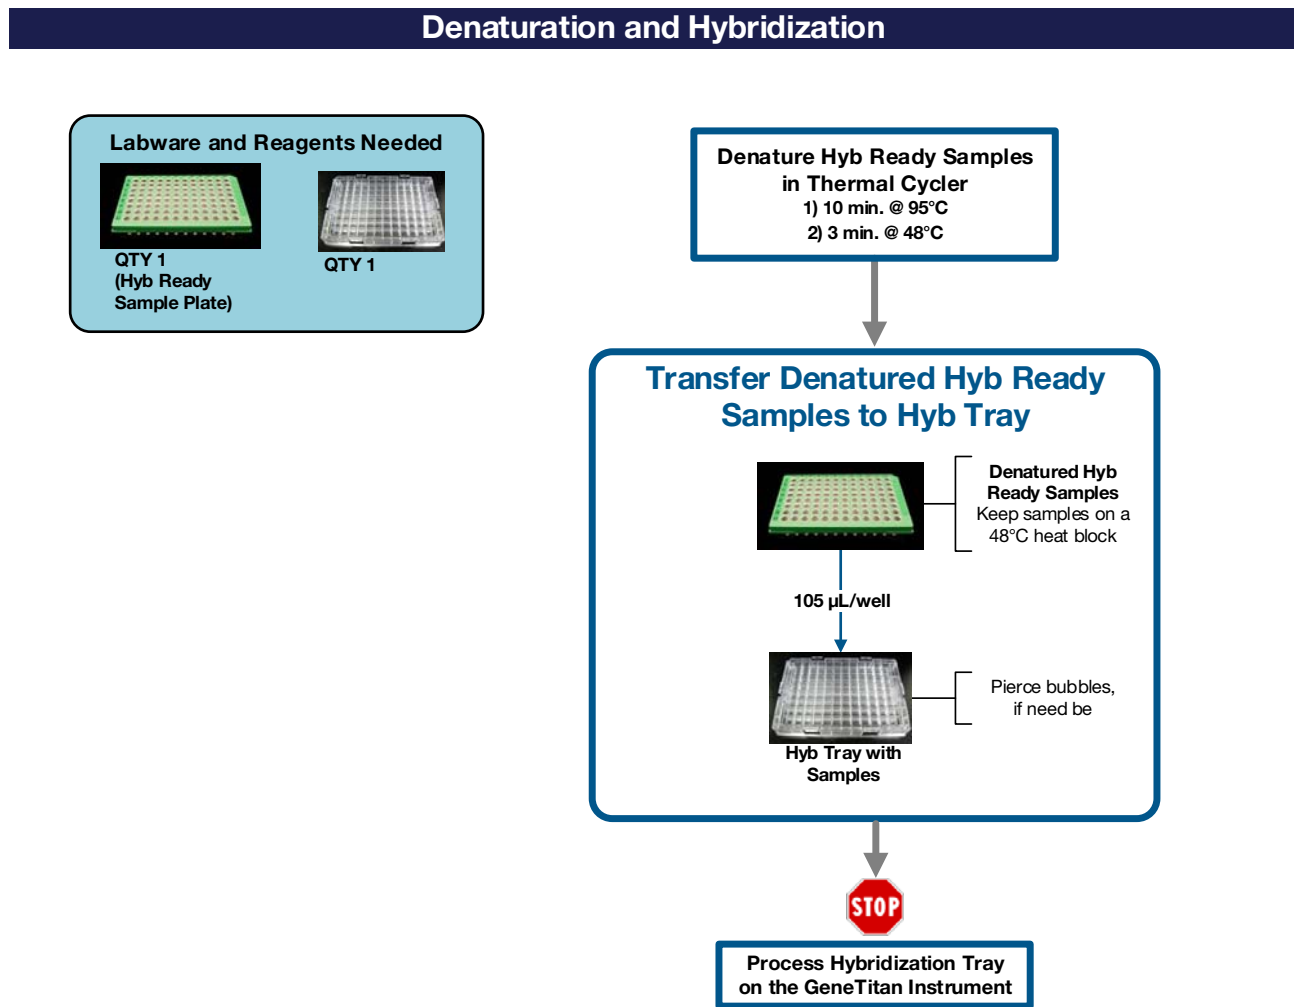 Denaturation and Hybridization
Labware and Reagents Needed
QTY 1
(Hyb Ready
Sample Plate)
QTY 1
Denature Hyb Ready Samples
in Thermal Cycler
1) 10 min. @ 95°C
2) 3 min. @ 48°C
Transfer Denatured Hyb Ready
Samples to Hyb Tray
Denatured Hyb
Ready Samples
Keep samples on a
48°C heat block
105 µL/well
Pierce bubbles,
if need be
Hyb Tray with
Samples
STOP
Process Hybridization Tray
on the GeneTitan Instrument